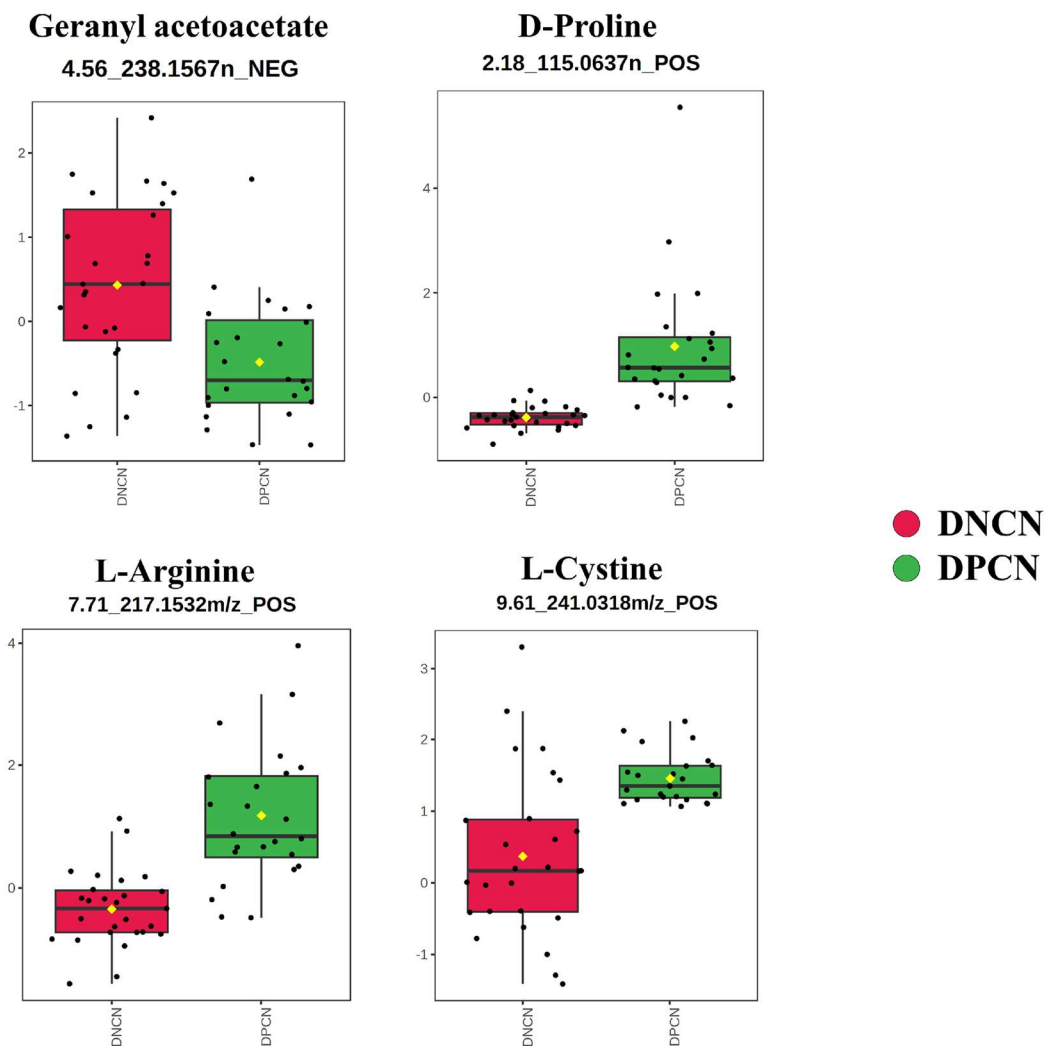 Geranyl acetoacetate
4.56_238.1567n_NEG
2
1
0
-1
DNCN
DPCN
D-Proline
2.18_115.0637n_POS
4
2
0
DNCN
DPCN
DNCN
DPCN
L-Arginine
7.71_217.1532m/z_POS
4
2
0
DNCN
DPCN
L-Cystine
9.61_241.0318m/z_POS
3
2
1
0
-1
DNCN
DPCN